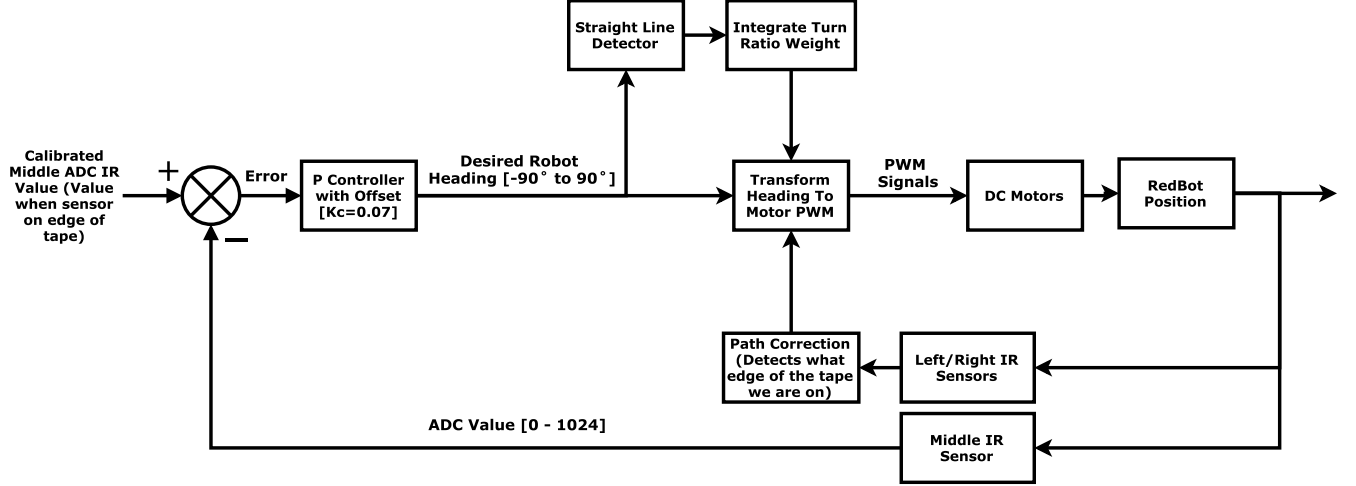 Straight Line
Detector
Integrate Turn
Ratio Weight
Calibrated
Middle ADC IR
Value (Value
when sensor
on edge of
tape)
+
Error
P Controller
with Offset
[Kc=0.07]
Desired Robot
Heading [-90˚ to 90˚]
Transform
Heading To
Motor PWM
PWM
Signals
DC Motors
RedBot
Position
−
Path Correction
(Detects what
edge of the tape
we are on)
Left/Right IR
Sensors
ADC Value [0 - 1024]
Middle IR
Sensor